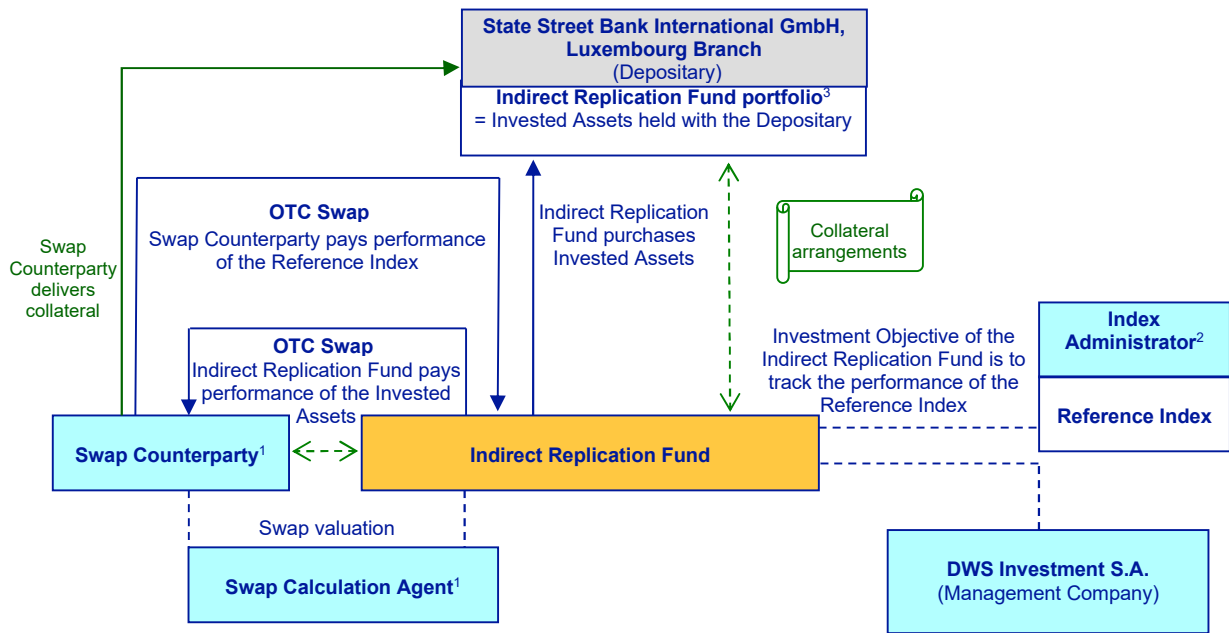 State Street Bank International GmbH,
Luxembourg Branch
(Depositary)
Indirect Replication Fund portfolio3
= Invested Assets held with the Depositary
Swap
Counterparty
delivers
collateral
OTC Swap
Swap Counterparty pays performance
of the Reference Index
Indirect Replication
Fund purchases
Invested Assets
Collateral
arrangements
OTC Swap
Indirect Replication Fund pays
performance of the Invested
Assets
Investment Objective of the
Indirect Replication Fund is to
track the performance of the
Reference Index
Index
Administrator2
Reference Index
Swap Counterparty1
Indirect Replication Fund
Swap valuation
Swap Calculation Agent1
DWS Investment S.A.
(Management Company)